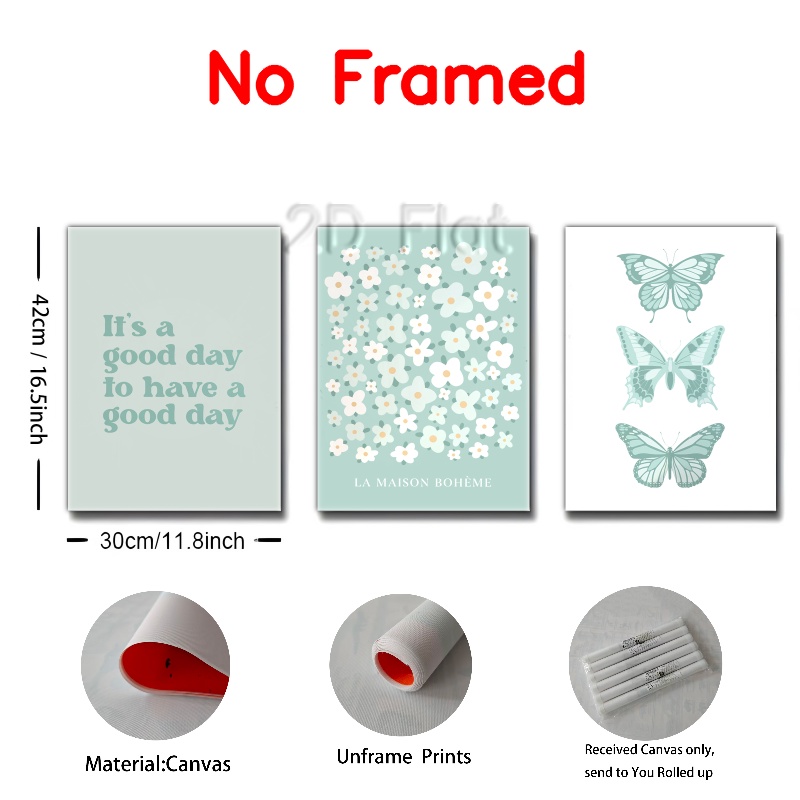 No Framed
2D Flat
It's a
good day
to have a
good day
LA MAISON BOHÈME
42cm / 16.5inch
30cm/11.8inch
Material:Canvas
Unframe Prints
Received Canvas only,
send to You Rolled up